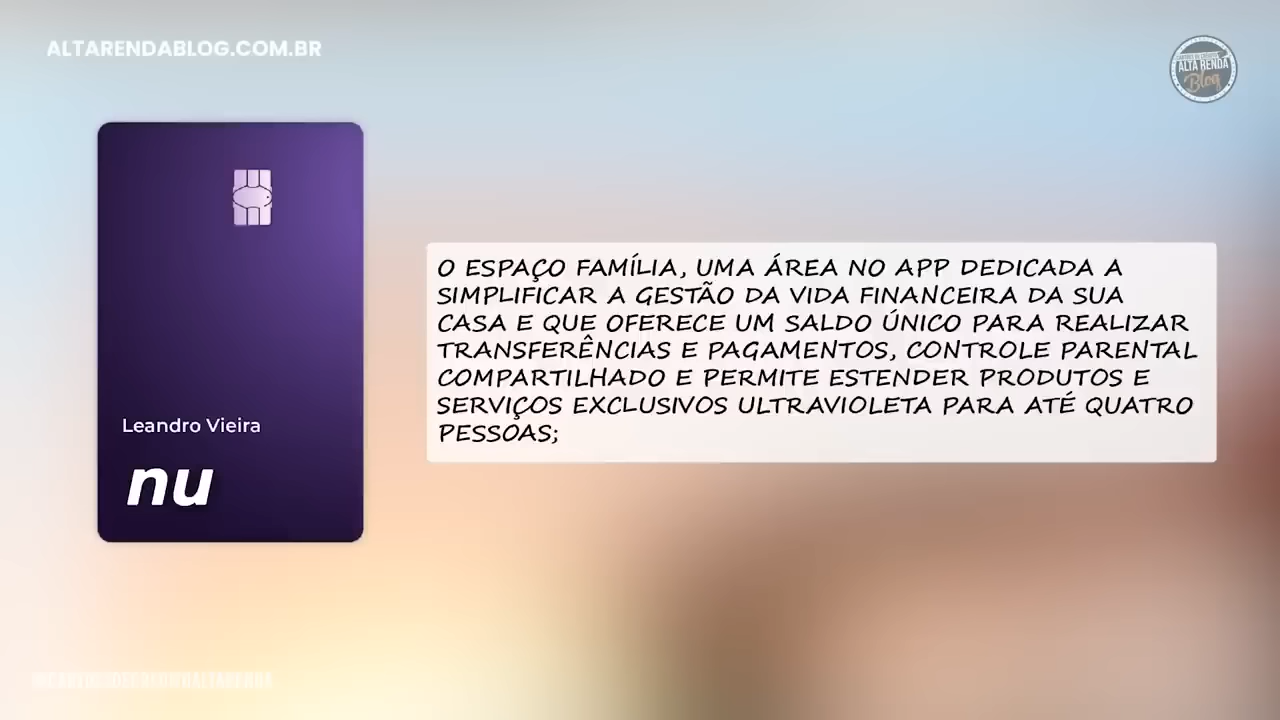 ALTARENDABLOG.COM.BR
ALTA RENDA
Blog
O ESPAÇO FAMÍLIA, UMA ÁREA NO APP DEDICADA A
SIMPLIFICAR A GESTÃO DA VIDA FINANCEIRA DA SUA
CASA E QUE OFERECE UM SALDO ÚNICO PARA REALIZAR
TRANSFERÊNCIAS E PAGAMENTOS, CONTROLE PARENTAL
COMPARTILHADO E PERMITE ESTENDER PRODUTOS E
SERVIÇOS EXCLUSIVOS ULTRAVIOLETA PARA ATÉ QUATRO
PESSOAS;
Leandro Vieira
nu